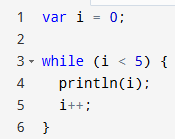 1 var i = 0;
2
3 while (i < 5) {
4   println(i);
5   i++;
6 }